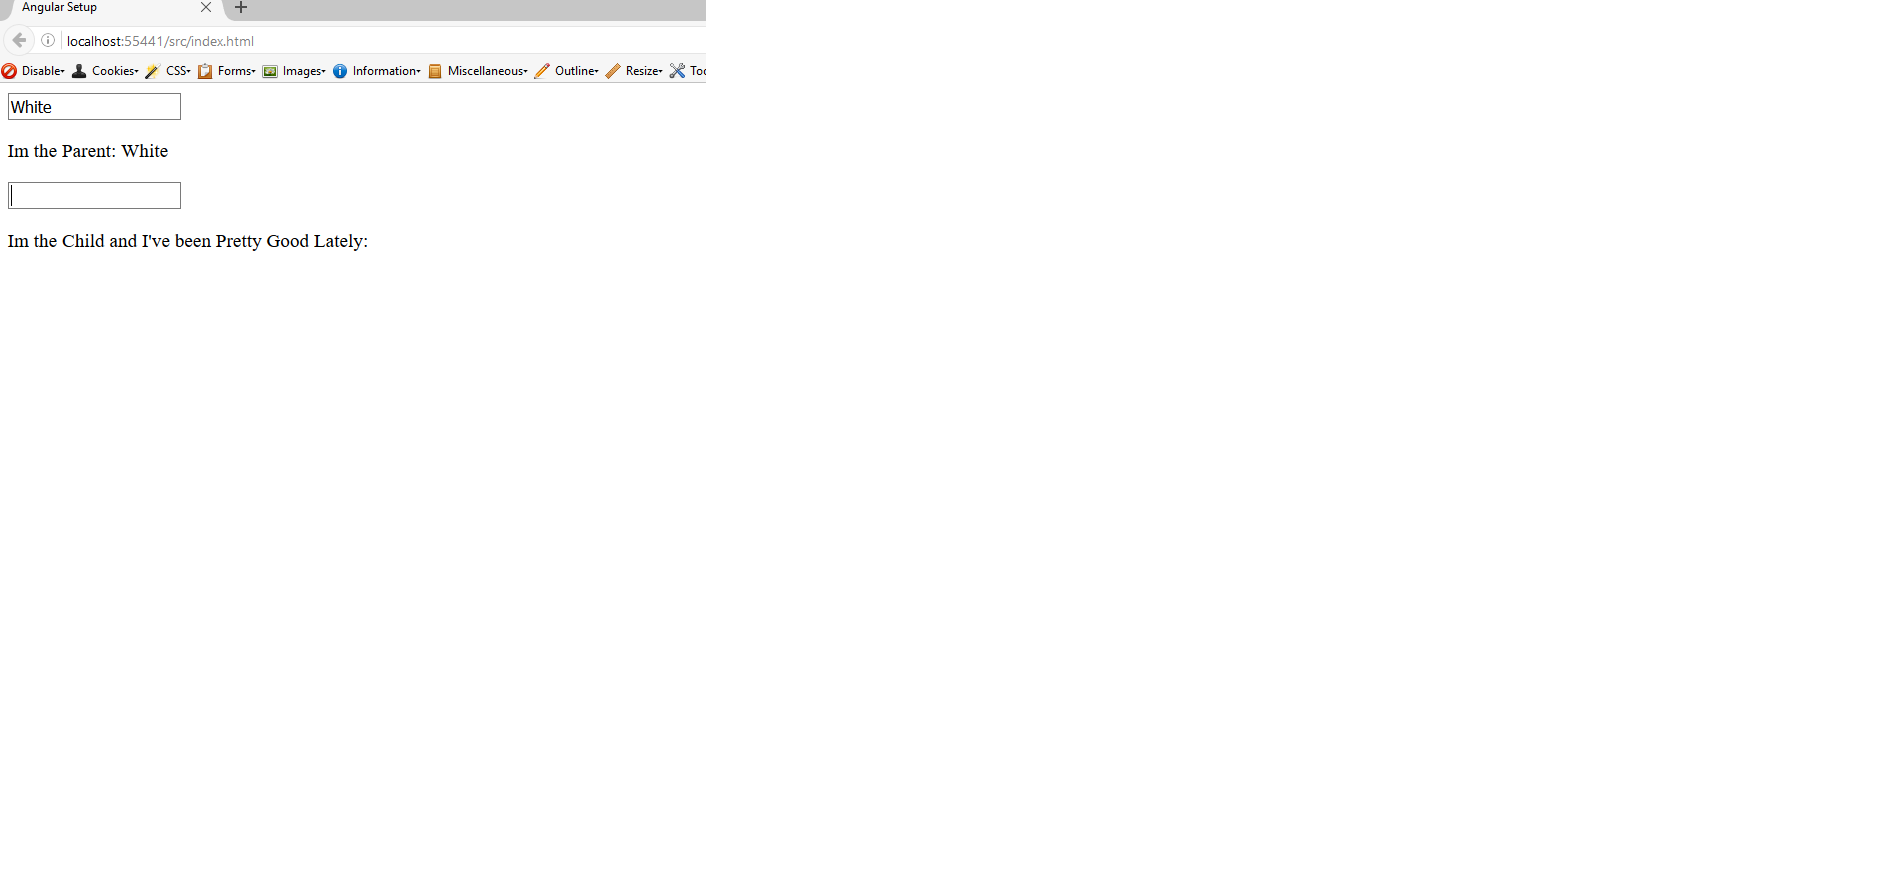 Angular Setup
localhost:55441/src/index.html
Disable Cookies CSS Forms Images Information Miscellaneous Outline Resize
White
Im the Parent: White
Im the Child and I've been Pretty Good Lately: